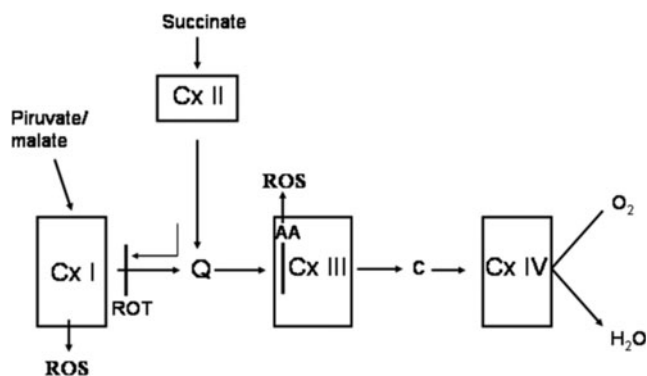 Succinate
Cx II
Piruvate/
malate
ROS
AA
O2
Cx I
ROT
Q
Cx III
c
Cx IV
H2O
ROS